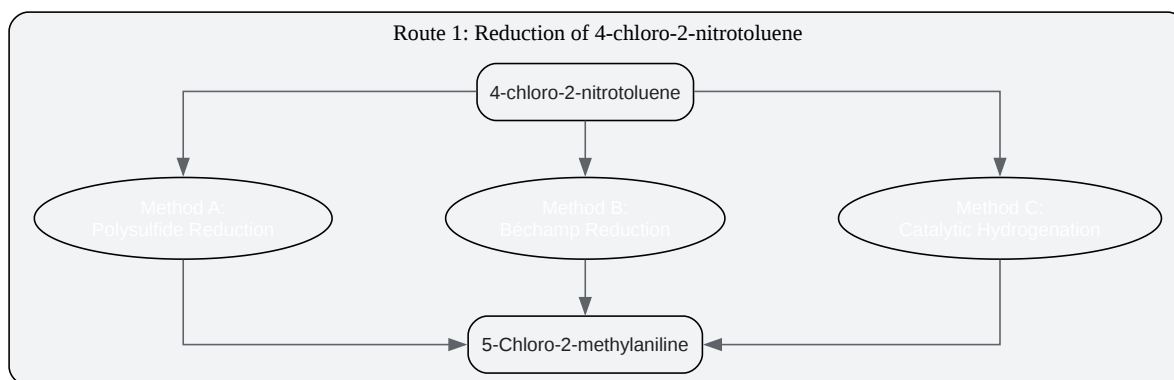 Route 1: Reduction of 4-chloro-2-nitrotoluene
4-chloro-2-nitrotoluene
Method A:
Polysulfide Reduction
Method B:
Béchamp Reduction
Method C:
Catalytic Hydrogenation
5-Chloro-2-methylaniline